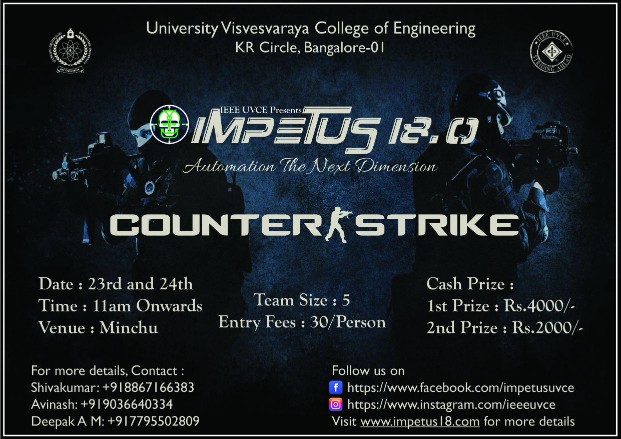 University Visvesvaraya College of Engineering
KR Circle, Bangalore-01
IEEE UVCE
IEEE UVCE Presents
IMPETUS 18.0
Automation The Next Dimension
COUNTER STRIKE
Date : 23rd and 24th
Time : 11am Onwards
Venue : Minchu
Team Size : 5
Entry Fees : 30/Person
Cash Prize :
1st Prize : Rs.4000/-
2nd Prize : Rs.2000/-
For more details, Contact :
Shivakumar: +918867166383
Avinash: +919036640334
Deepak A M: +917795502809
Follow us on
https://www.facebook.com/impetusuvce
https://www.instagram.com/ieeeuvce
Visit www.impetus18.com for more details